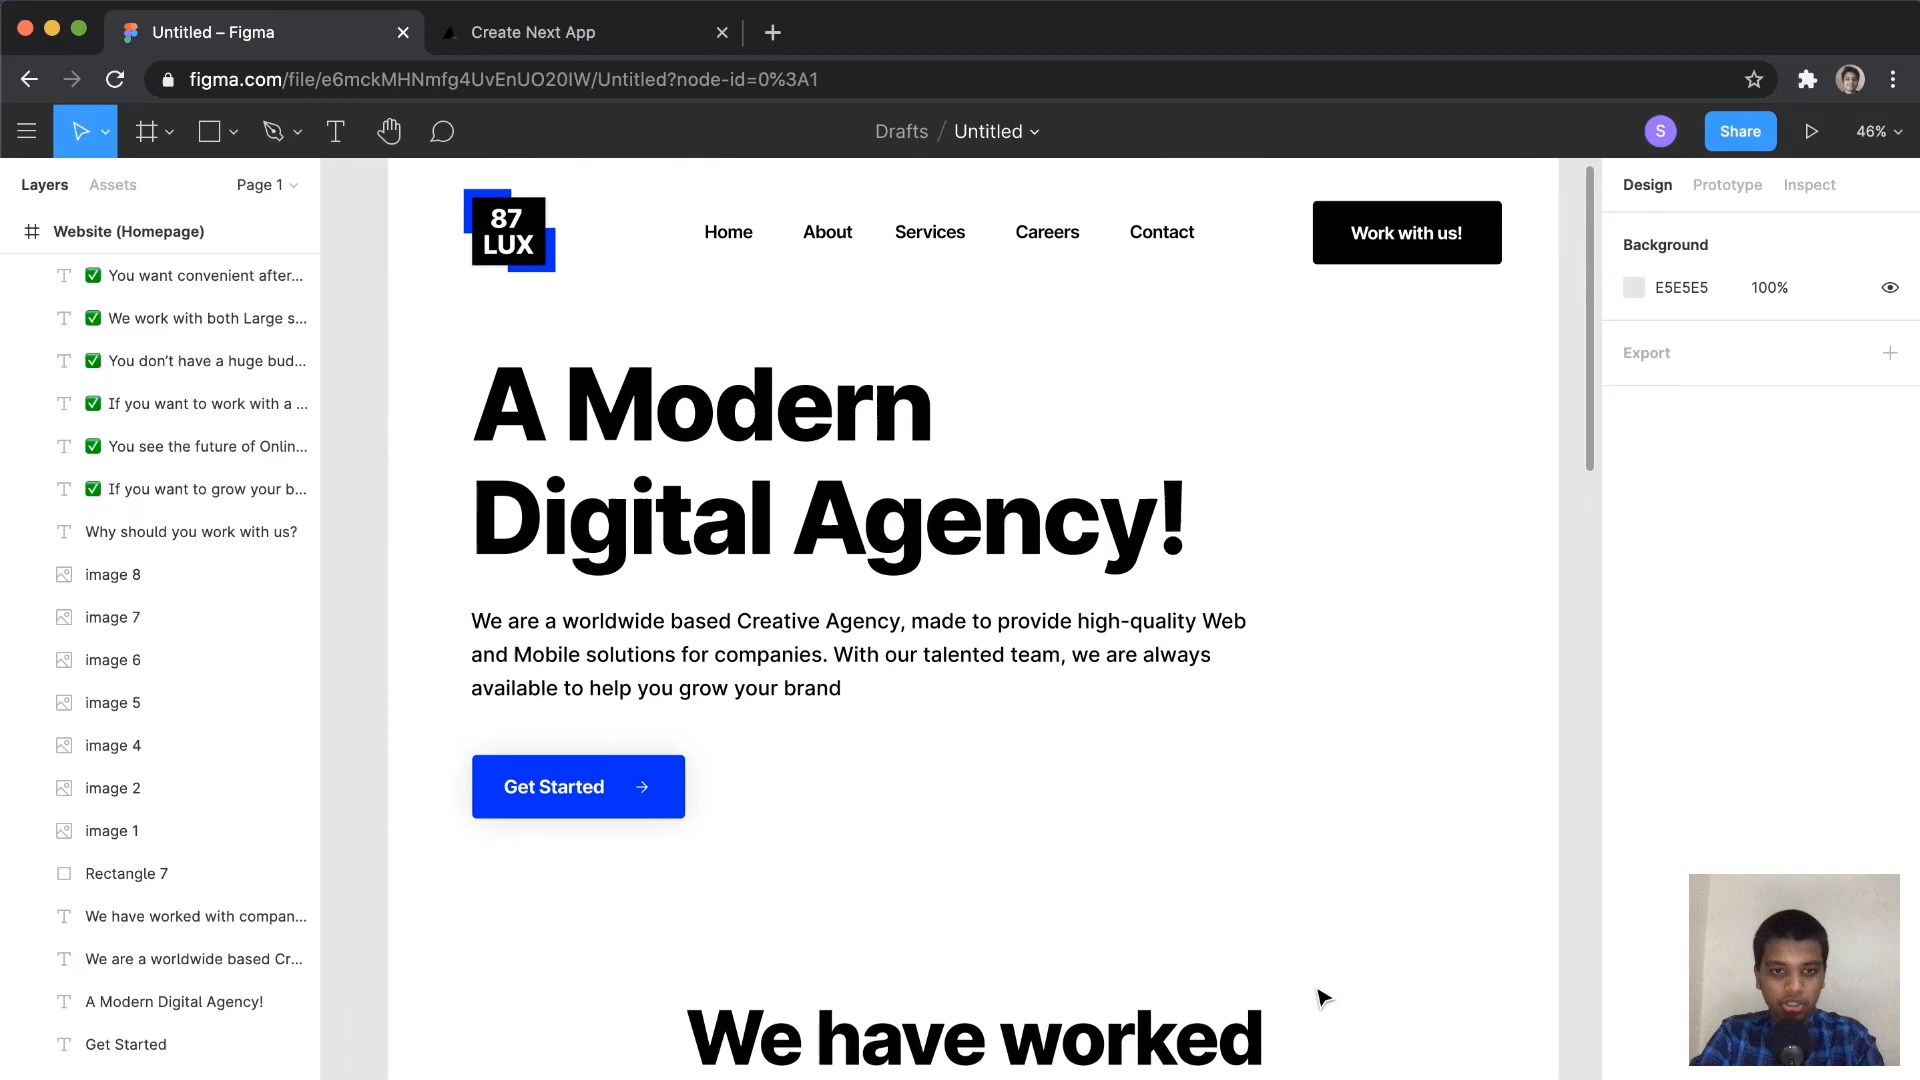 Untitled – Figma
Create Next App
figma.com/file/e6mckMHNmfg4UvEnUO20IW/Untitled?node-id=0%3A1
Drafts / Untitled
S
Share
46%
Layers
Assets
Page 1
Website (Homepage)
✅ You want convenient after...
✅ We work with both Large s...
✅ You don’t have a huge bud...
✅ If you want to work with a ...
✅ You see the future of Onlin...
✅ If you want to grow your b...
Why should you work with us?
image 8
image 7
image 6
image 5
image 4
image 2
image 1
Rectangle 7
We have worked with compan...
We are a worldwide based Cr...
A Modern Digital Agency!
Get Started
87
LUX
Home
About
Services
Careers
Contact
Work with us!
A Modern
Digital Agency!
We are a worldwide based Creative Agency, made to provide high-quality Web
and Mobile solutions for companies. With our talented team, we are always
available to help you grow your brand
Get Started
We have worked
Design
Prototype
Inspect
Background
E5E5E5
100%
Export